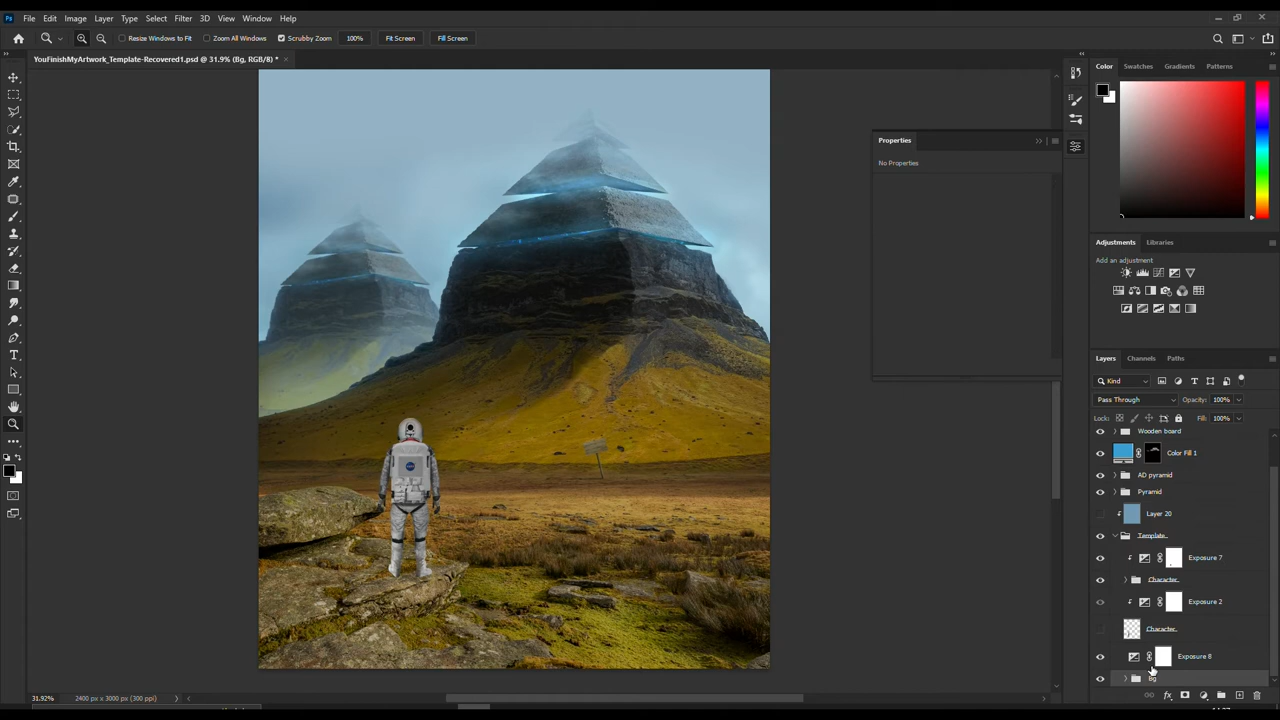 Ps File Edit Image Layer Type Select Filter 3D View Window Help
Resize Windows to Fit Zoom All Windows Scrubby Zoom 100% Fit Screen Fill Screen
YouFinishMyArtwork_Template-Recovered1.psd @ 31.9% (Bg, RGB/8) *
Color Swatches Gradients Patterns
Properties
No Properties
Adjustments Libraries
Add an adjustment
Layers Channels Paths
Kind
Pass Through Opacity: 100%
Lock: Fill: 100%
Wooden board
Color Fill 1
AD pyramid
Pyramid
Layer 20
Template
Exposure 7
Character
Exposure 2
Character
Exposure 8
Bg
fx
31.92% 2400 px x 3000 px (300 ppi)